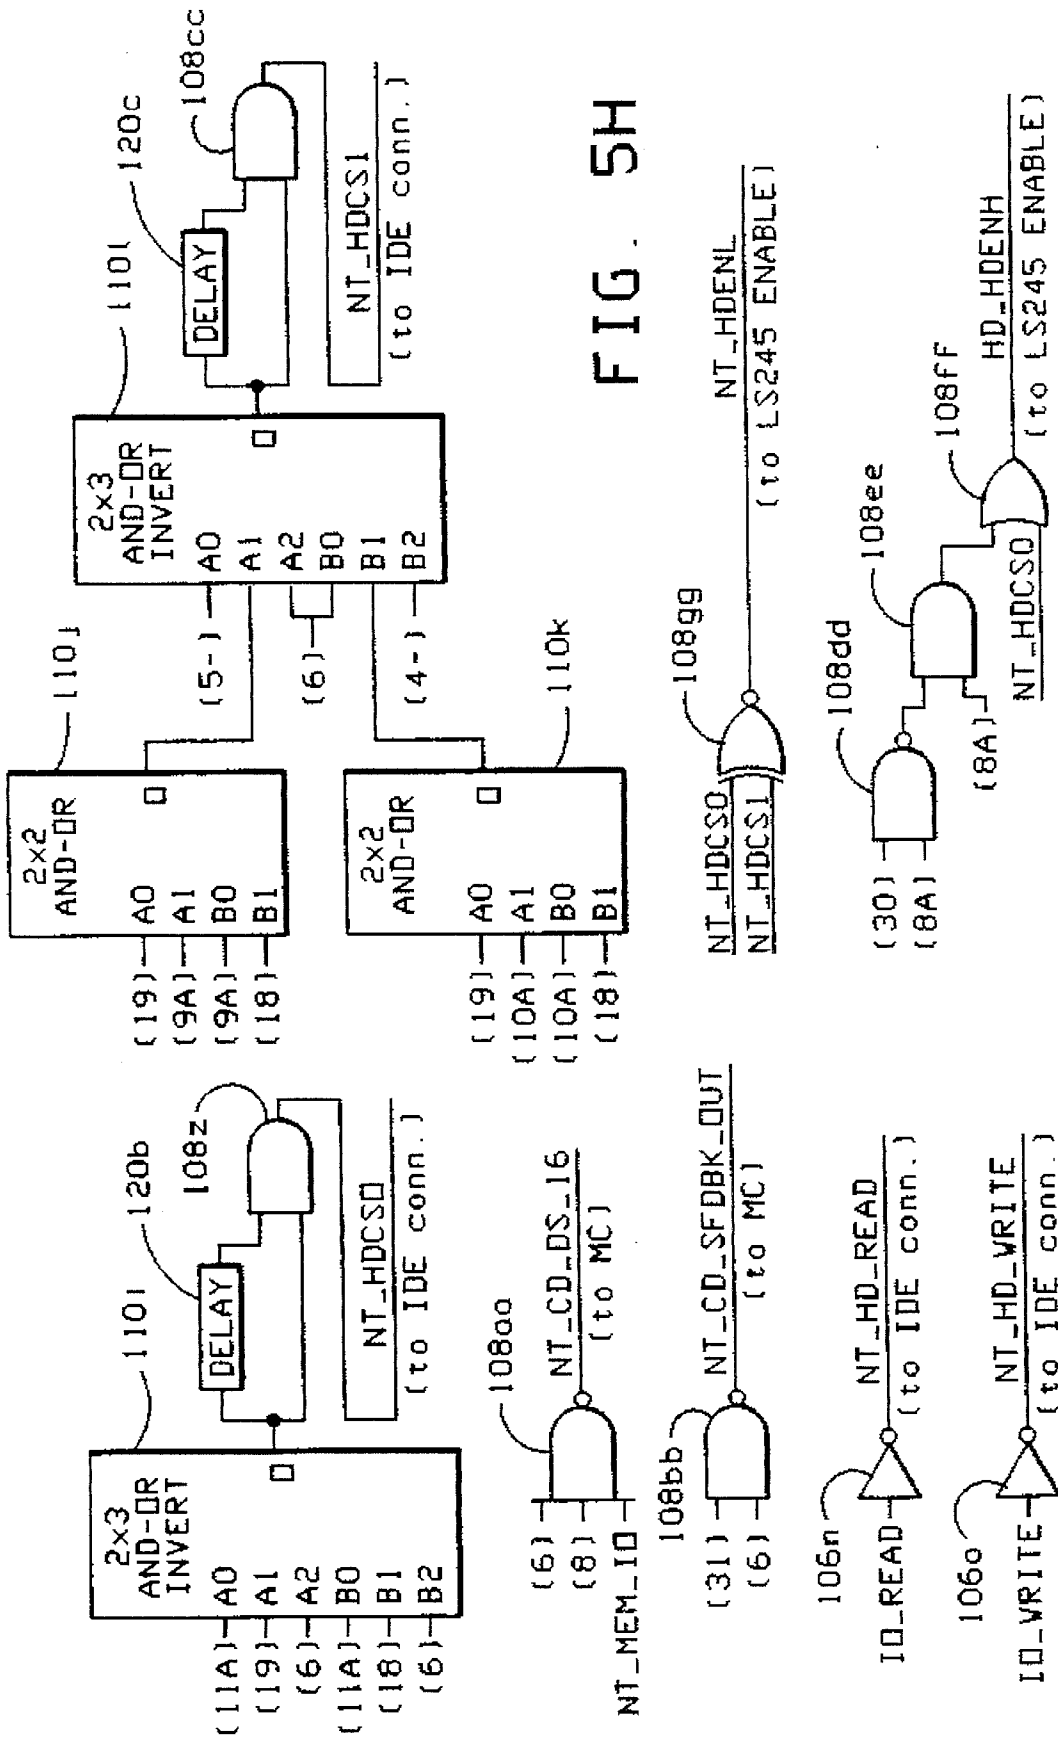 2x3
AND-OR
INVERT
(11A) A0
(19) A1
(6) A2
(11A) B0
(18) B1
(6) B2
O
110i
DELAY
120b
108z
NT_HDCS0
(to IDE conn.)
2x2
AND-OR
(19) A0
(9A) A1
(9A) B0
(18) B1
O
110j
2x2
AND-OR
(19) A0
(10A) A1
(10A) B0
(18) B1
O
110k
2x3
AND-OR
INVERT
(5-) A0
A1
(6) A2
B0
B1
(4-) B2
O
110l
DELAY
120c
108cc
NT_HDCS1
(to IDE conn.)
FIG. 5H
(6)
(8)
NT_MEM_IO
108aa
NT_CD_DS_16
(to MC)
(31)
(6)
108bb
NT_CD_SFDBK_OUT
(to MC)
IO_READ
106n
NT_HD_READ
(to IDE conn.)
IO_WRITE
106o
NT_HD_WRITE
(to IDE conn.)
NT_HDCS0
NT_HDCS1
108gg
NT_HDENL
(to LS245 ENABLE)
(30)
(8A)
108dd
(8A)
108ee
NT_HDCS0
108ff
HD_HDENH
(to LS245 ENABLE)